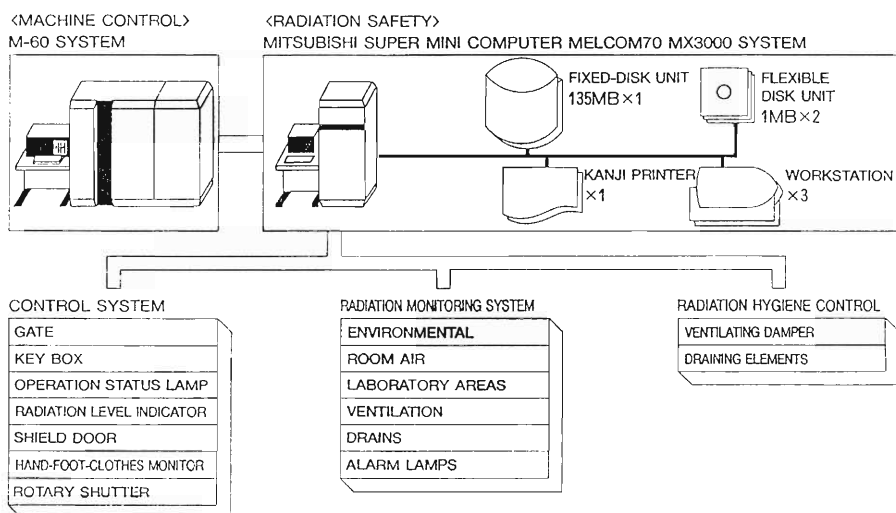 <MACHINE CONTROL>
M-60 SYSTEM
<RADIATION SAFETY>
MITSUBISHI SUPER MINI COMPUTER MELCOM70 MX3000 SYSTEM
FIXED-DISK UNIT
135MB×1
FLEXIBLE
DISK UNIT
1MB×2
KANJI PRINTER
×1
WORKSTATION
×3
CONTROL SYSTEM
GATE
KEY BOX
OPERATION STATUS LAMP
RADIATION LEVEL INDICATOR
SHIELD DOOR
HAND-FOOT-CLOTHES MONITOR
ROTARY SHUTTER
RADIATION MONITORING SYSTEM
ENVIRONMENTAL
ROOM AIR
LABORATORY AREAS
VENTILATION
DRAINS
ALARM LAMPS
RADIATION HYGIENE CONTROL
VENTILATING DAMPER
DRAINING ELEMENTS